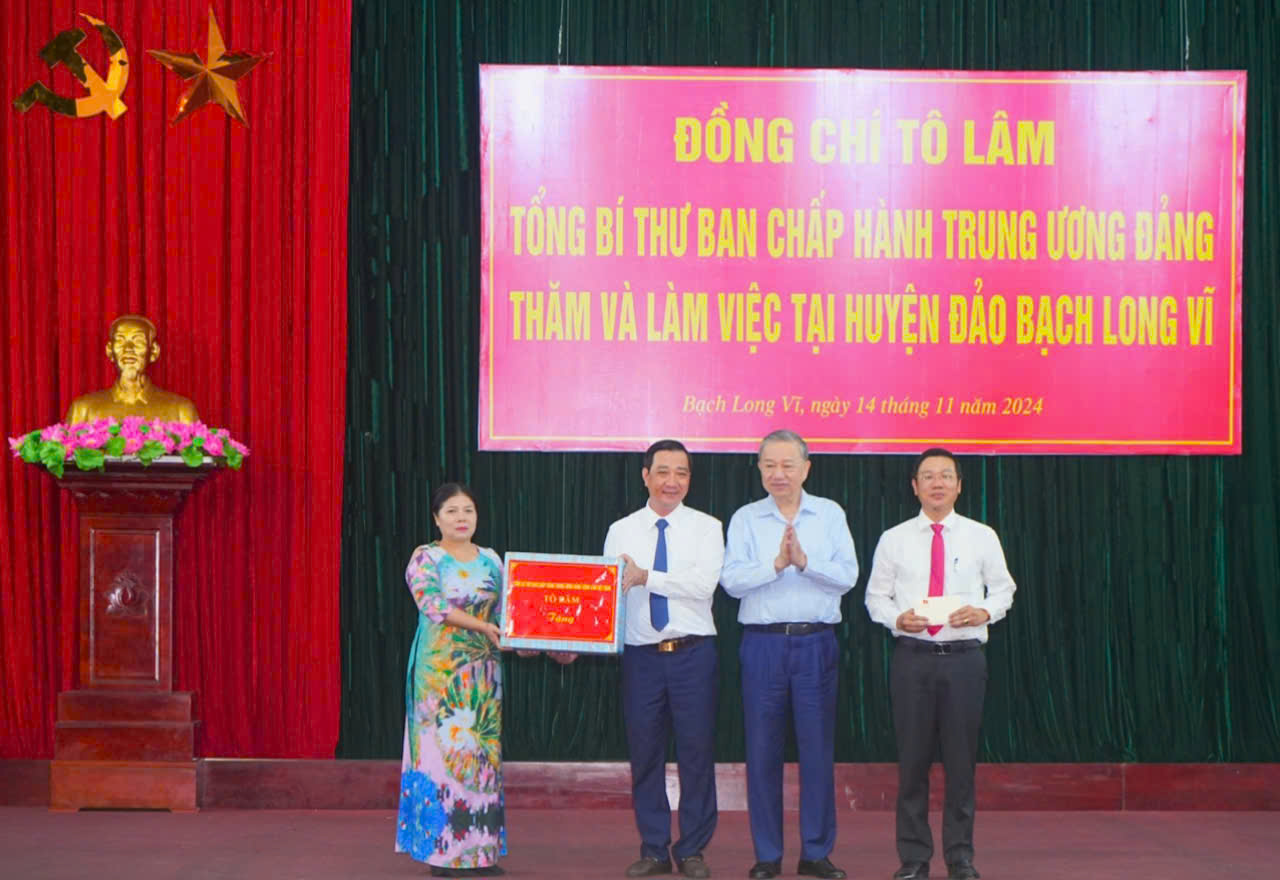 ĐỒNG CHÍ TÔ LÂM
TỔNG BÍ THƯ BAN CHẤP HÀNH TRUNG ƯƠNG ĐẢNG
THĂM VÀ LÀM VIỆC TẠI HUYỆN ĐẢO BẠCH LONG VĨ
Bạch Long Vĩ, ngày 14 tháng 11 năm 2024
TÔ LÂM
Tặng